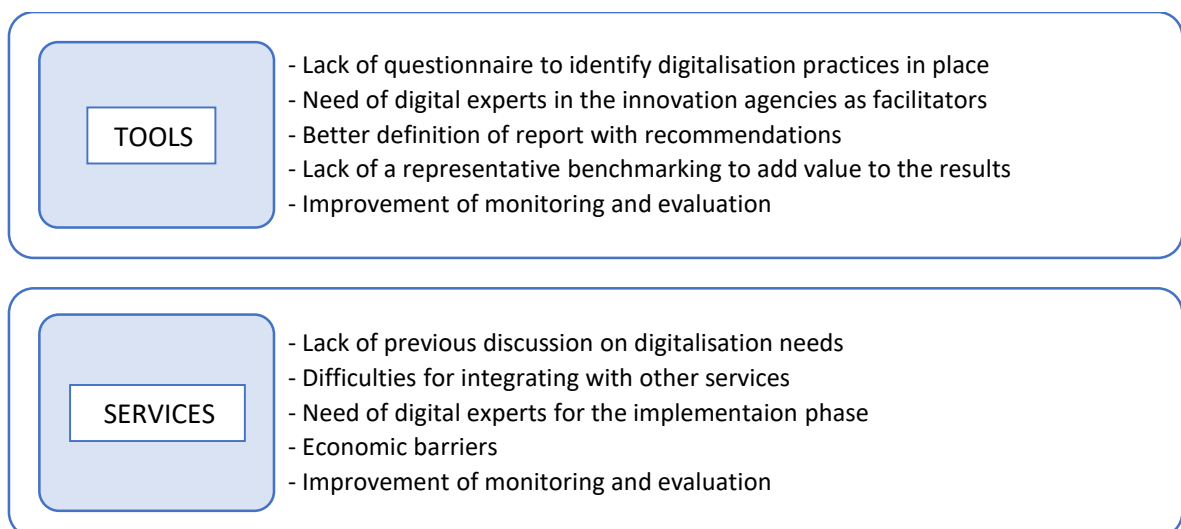 TOOLS
- Lack of questionnaire to identify digitalisation practices in place
- Need of digital experts in the innovation agencies as facilitators
- Better definition of report with recommendations
- Lack of a representative benchmarking to add value to the results
- Improvement of monitoring and evaluation
SERVICES
- Lack of previous discussion on digitalisation needs
- Difficulties for integrating with other services
- Need of digital experts for the implementaion phase
- Economic barriers
- Improvement of monitoring and evaluation